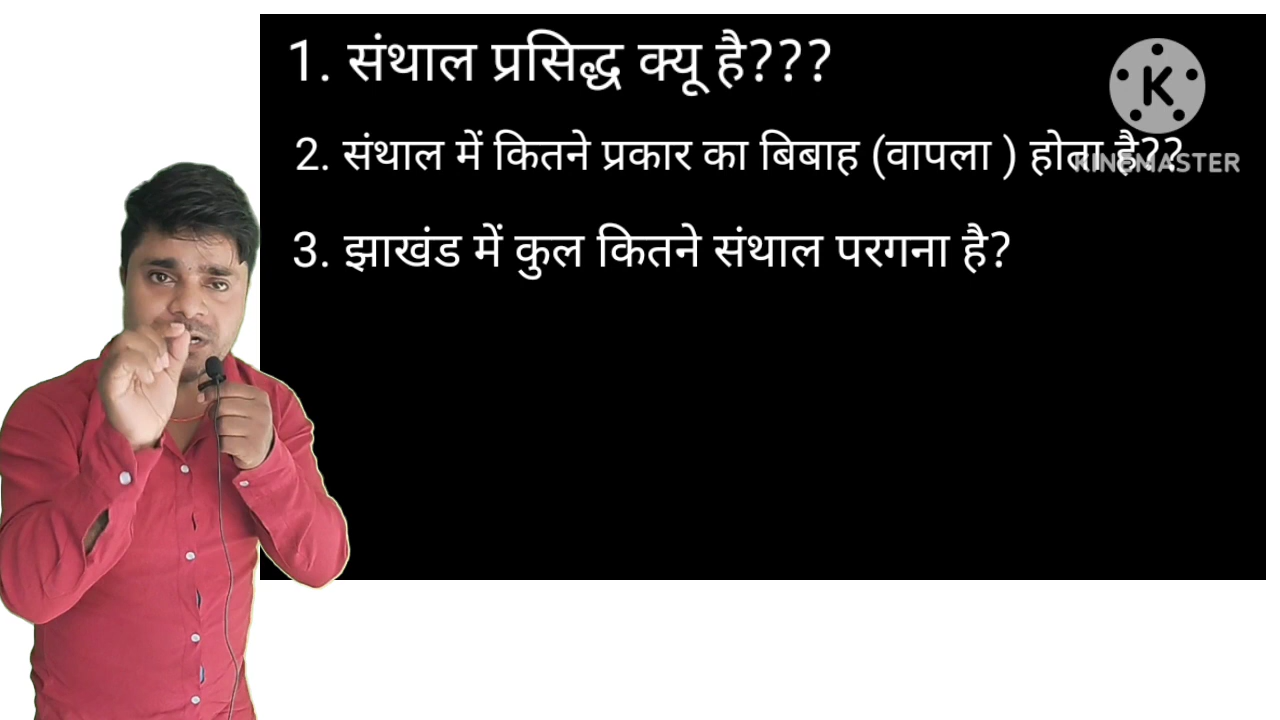 1. संथाल प्रसिद्ध क्यू है???
2. संथाल में कितने प्रकार का बिबाह (वापला ) होता है??
3. झाखंड में कुल कितने संथाल परगना है?
K
KINEMASTER